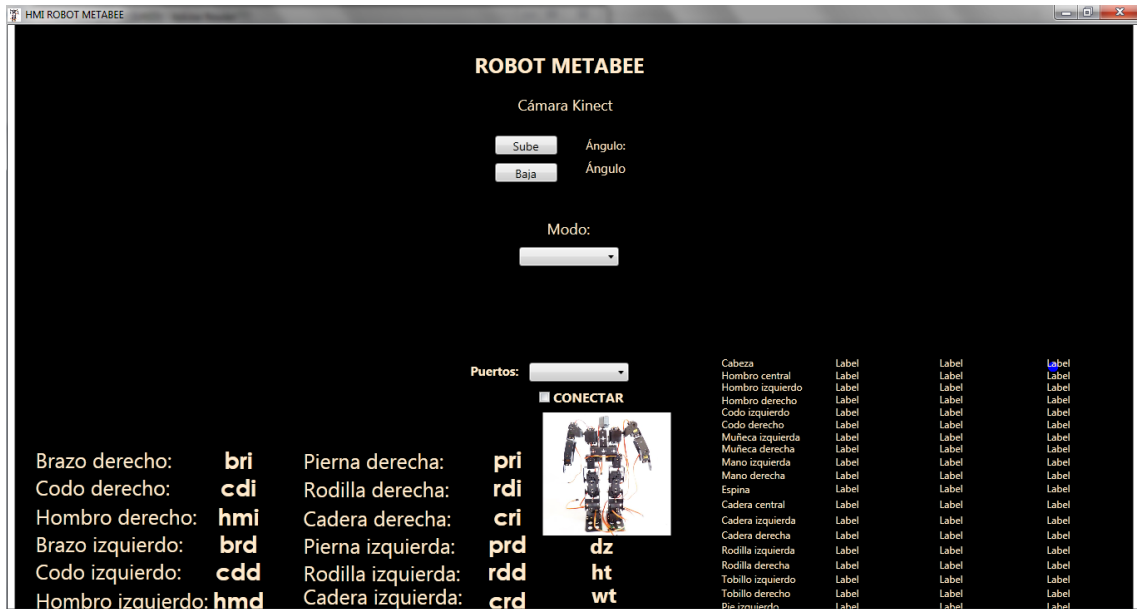 HMI ROBOT METABEE
ROBOT METABEE
Cámara Kinect
Sube Ángulo:
Baja Ángulo
Modo:
Puertos:
CONECTAR
Brazo derecho: bri Pierna derecha: pri
Codo derecho: cdi Rodilla derecha: rdi
Hombro derecho: hmi Cadera derecha: cri
Brazo izquierdo: brd Pierna izquierda: prd dz
Codo izquierdo: cdd Rodilla izquierda: rdd ht
Hombro izquierdo: hmd Cadera izquierda: crd wt
Cabeza Label Label Label
Hombro central Label Label Label
Hombro izquierdo Label Label Label
Hombro derecho Label Label Label
Codo izquierdo Label Label Label
Codo derecho Label Label Label
Muñeca izquierda Label Label Label
Muñeca derecha Label Label Label
Mano izquierda Label Label Label
Mano derecha Label Label Label
Espina Label Label Label
Cadera central Label Label Label
Cadera izquierda Label Label Label
Cadera derecha Label Label Label
Rodilla izquierda Label Label Label
Rodilla derecha Label Label Label
Tobillo izquierdo Label Label Label
Tobillo derecho Label Label Label
Pie izquierdo Label Label Label